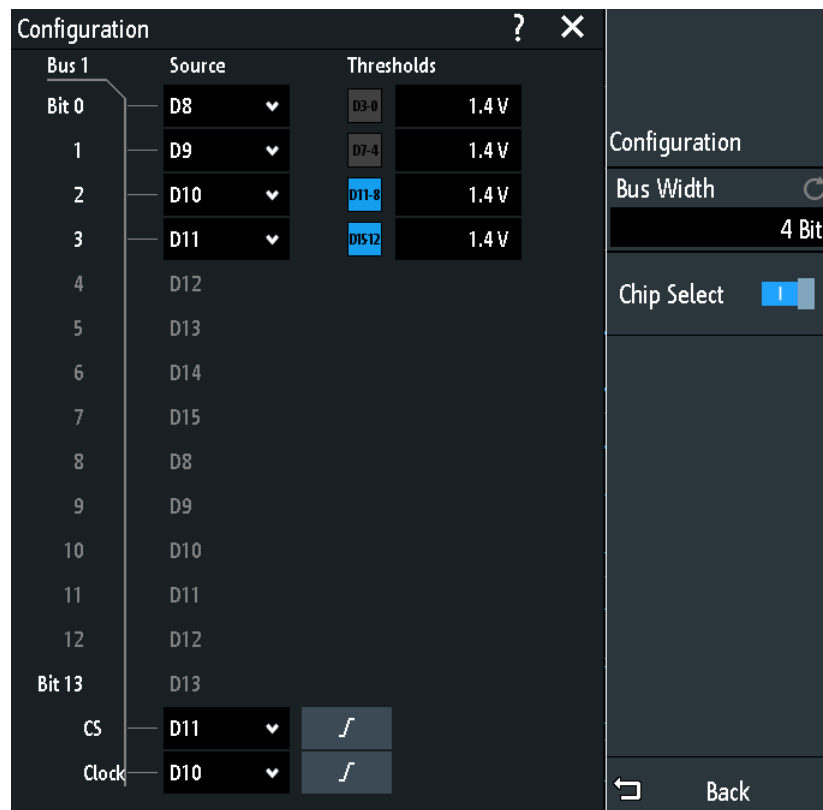 Configuration ? ×
Bus 1 Source Thresholds
Bit 0 D8 D3-0 1.4 V
1 D9 D7-4 1.4 V
2 D10 D11-8 1.4 V
3 D11 D15-12 1.4 V
4 D12
5 D13
6 D14
7 D15
8 D8
9 D9
10 D10
11 D11
12 D12
Bit 13 D13
CS D11
Clock D10
Configuration
Bus Width
4 Bit
Chip Select
Back